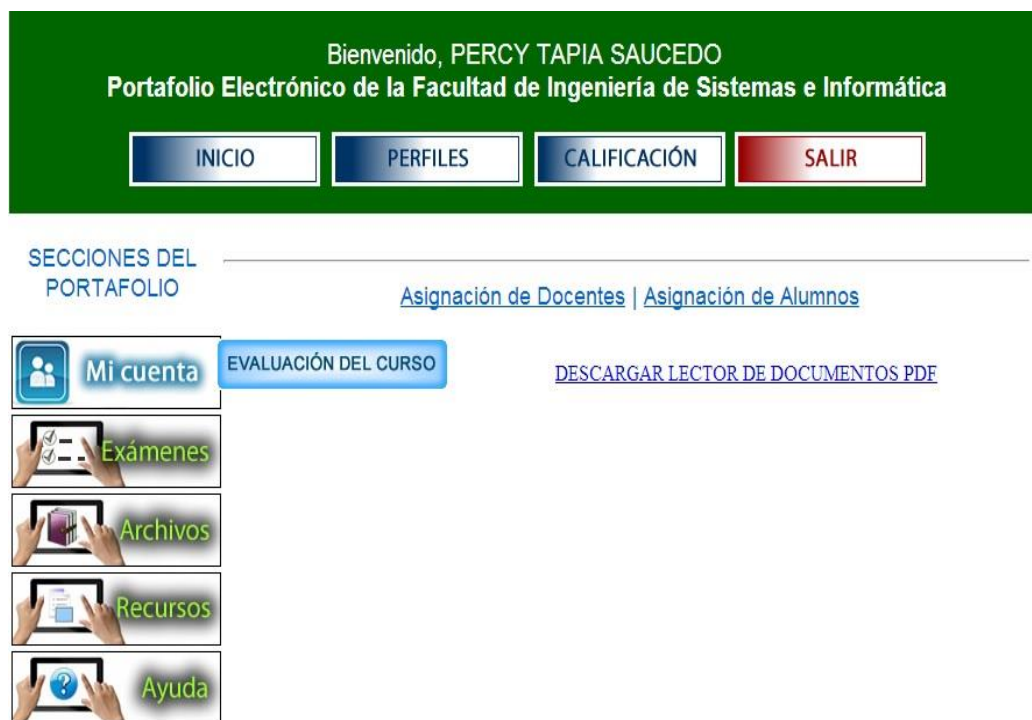 Bienvenido, PERCY TAPIA SAUCEDO
Portafolio Electrónico de la Facultad de Ingeniería de Sistemas e Informática
INICIO
PERFILES
CALIFICACIÓN
SALIR
SECCIONES DEL
PORTAFOLIO
Asignación de Docentes | Asignación de Alumnos
Mi cuenta
EVALUACIÓN DEL CURSO
DESCARGAR LECTOR DE DOCUMENTOS PDF
Exámenes
Archivos
Recursos
Ayuda